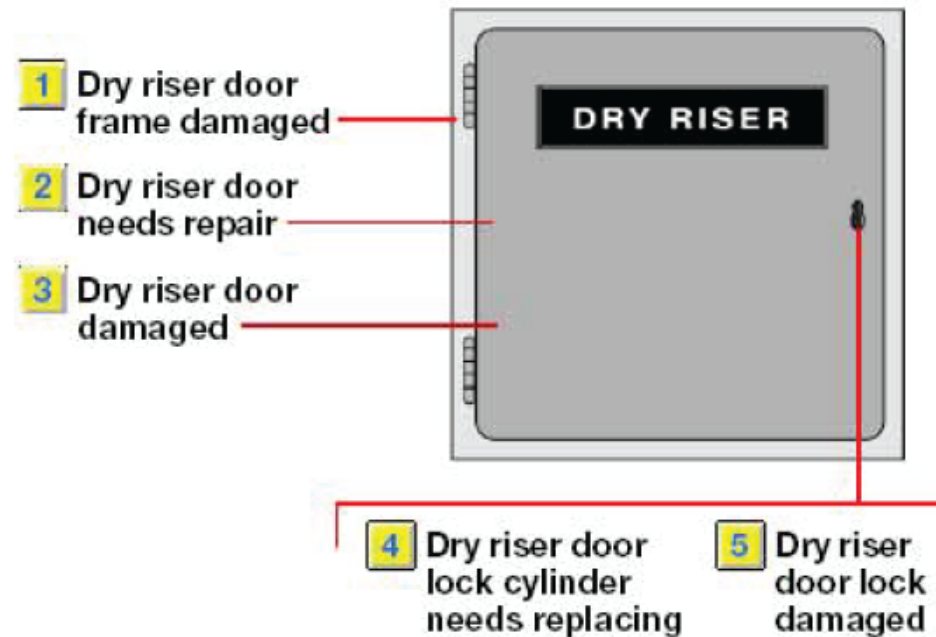 1 Dry riser door
frame damaged
DRY RISER
2 Dry riser door
needs repair
3 Dry riser door
damaged
4 Dry riser door
lock cylinder
needs replacing
5 Dry riser
door lock
damaged